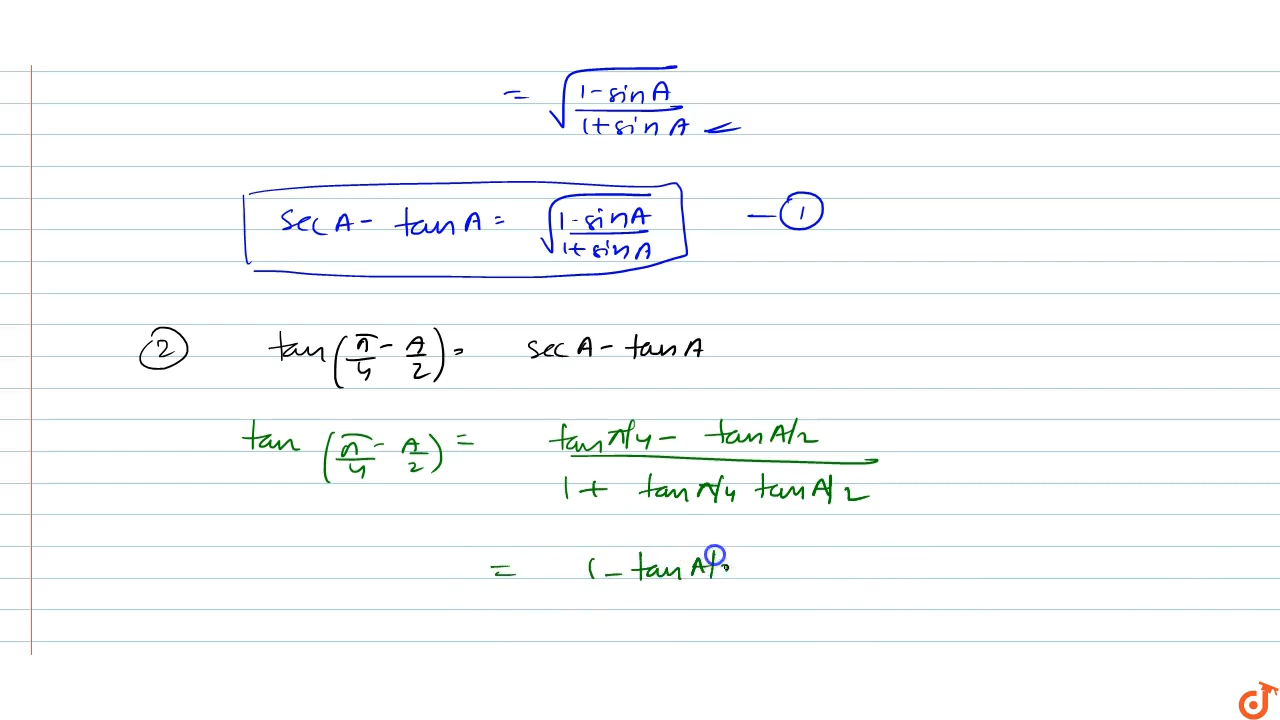 = √((1-sinA)/(1+sinA))
secA - tanA = √((1-sinA)/(1+sinA)) — ①
② tan(π/4 - A/2) = secA - tanA
tan(π/4 - A/2) = (tanπ/4 - tanA/2)/(1 + tanπ/4 tanA/2)
= 1 - tanA/